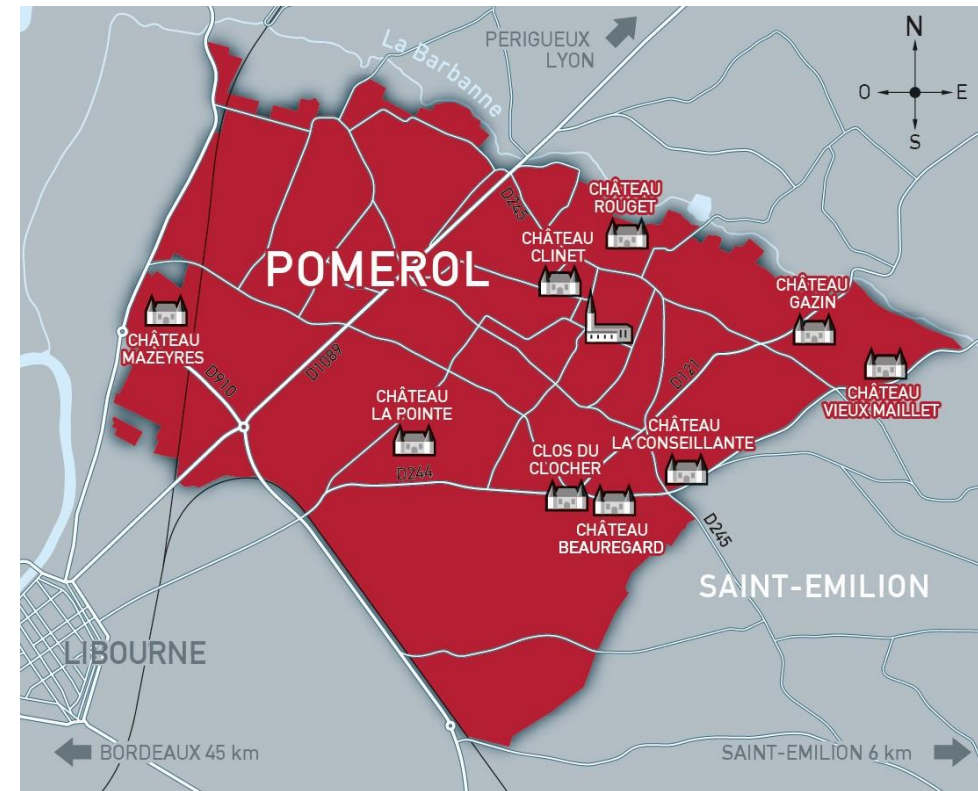 PERIGUEUX
LYON
N
O
E
S
La Barbanne
D245
CHÂTEAU
ROUGET
CHÂTEAU
CLINET
POMEROL
CHÂTEAU
GAZIN
CHÂTEAU
MAZEYRES
D910
D1089
D121
CHÂTEAU
VIEUX MAILLET
CHÂTEAU
LA POINTE
CHÂTEAU
LA CONSEILLANTE
D244
CLOS DU
CLOCHER
CHÂTEAU
BEAUREGARD
D245
SAINT-EMILION
LIBOURNE
BORDEAUX 45 km
SAINT-EMILION 6 km